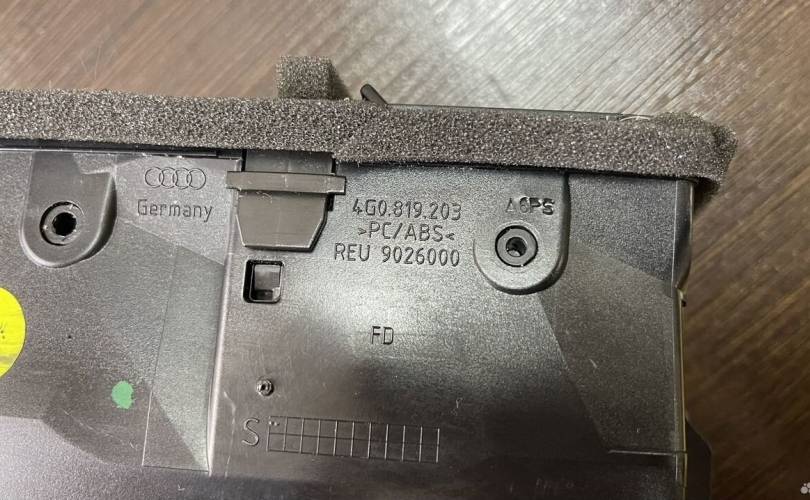 Germany
4G0.819.203
>PC/ABS<
REU 9026000
FD
S